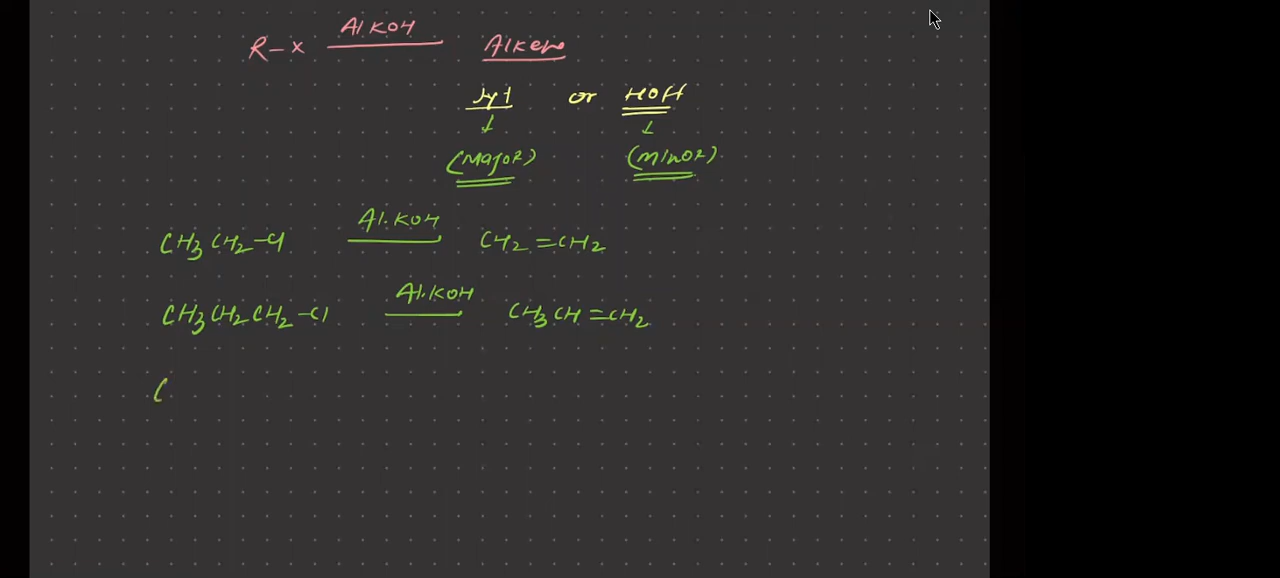 R-X Al.KOH Alkene
or Hoff
(Major) (Minor)
CH3CH2-Cl Al.KOH CH2=CH2
CH3CH2CH2-Cl Al.KOH CH3CH=CH2
(